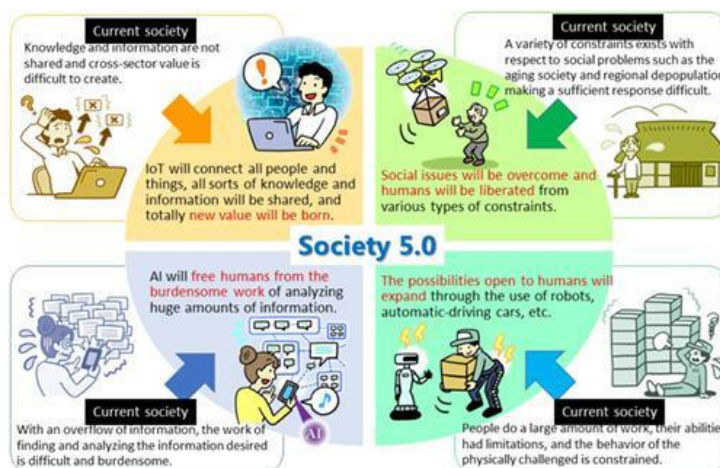 Current society
Knowledge and information are not
shared and cross-sector value is
difficult to create.
IoT will connect all people and
things, all sorts of knowledge and
information will be shared, and
totally new value will be born.
Current society
A variety of constraints exists with
respect to social problems such as the
aging society and regional depopulation
making a sufficient response difficult.
Social issues will be overcome and
humans will be liberated from
various types of constraints.
Society 5.0
AI will free humans from the
burdensome work of analyzing
huge amounts of information.
AI
Current society
With an overflow of information, the work of
finding and analyzing the information desired
is difficult and burdensome.
The possibilities open to humans will
expand through the use of robots,
automatic-driving cars, etc.
Current society
People do a large amount of work, their abilities
had limitations, and the behavior of the
physically challenged is constrained.